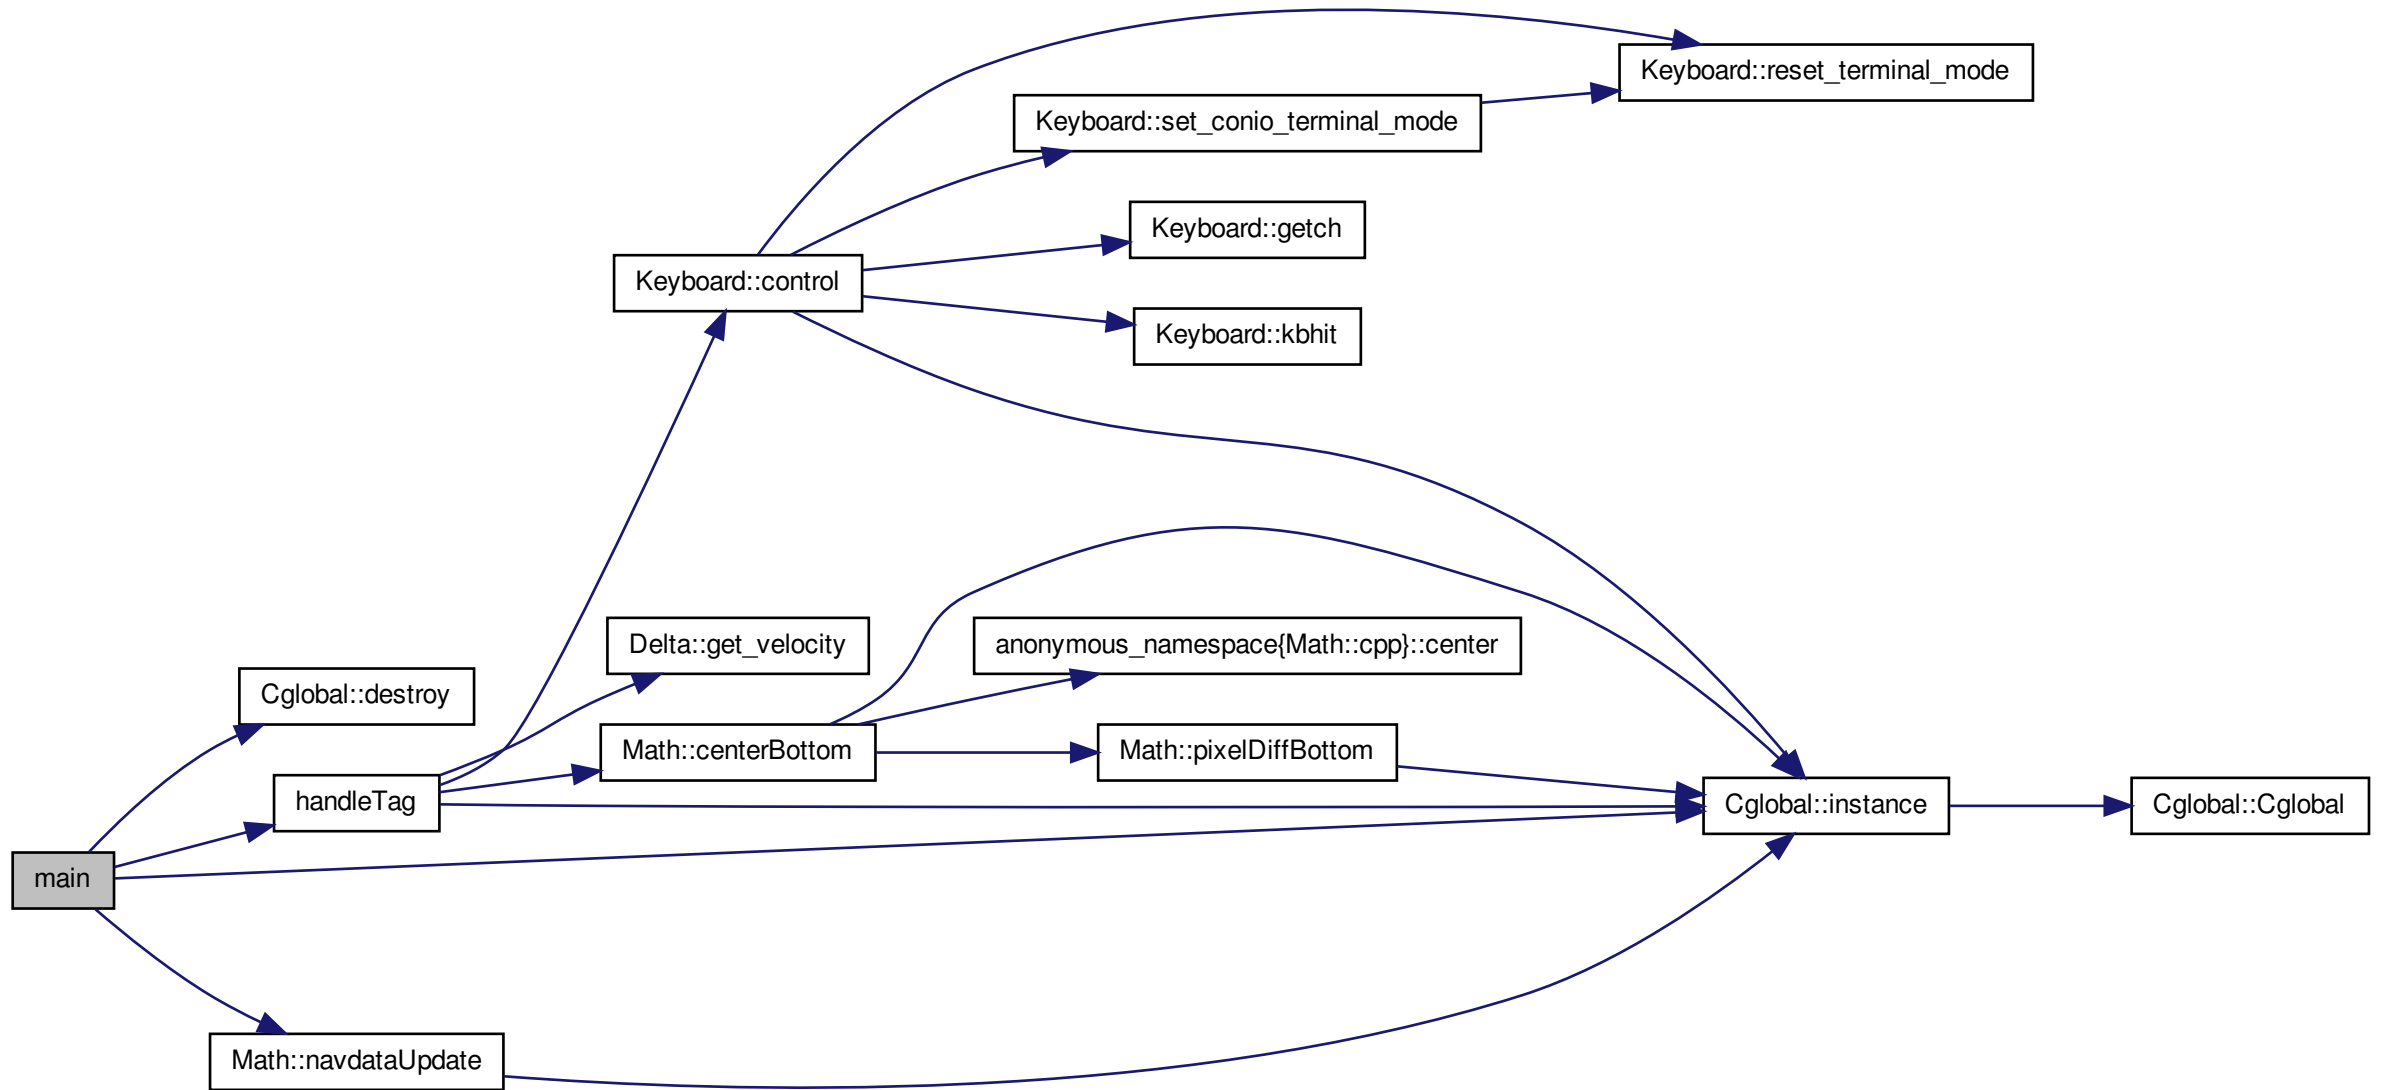 Keyboard::reset_terminal_mode
Keyboard::set_conio_terminal_mode
Keyboard::getch
Keyboard::control
Keyboard::kbhit
Delta::get_velocity
anonymous_namespace{Math::cpp}::center
Cglobal::destroy
Math::centerBottom
Math::pixelDiffBottom
handleTag
Cglobal::instance
Cglobal::Cglobal
main
Math::navdataUpdate